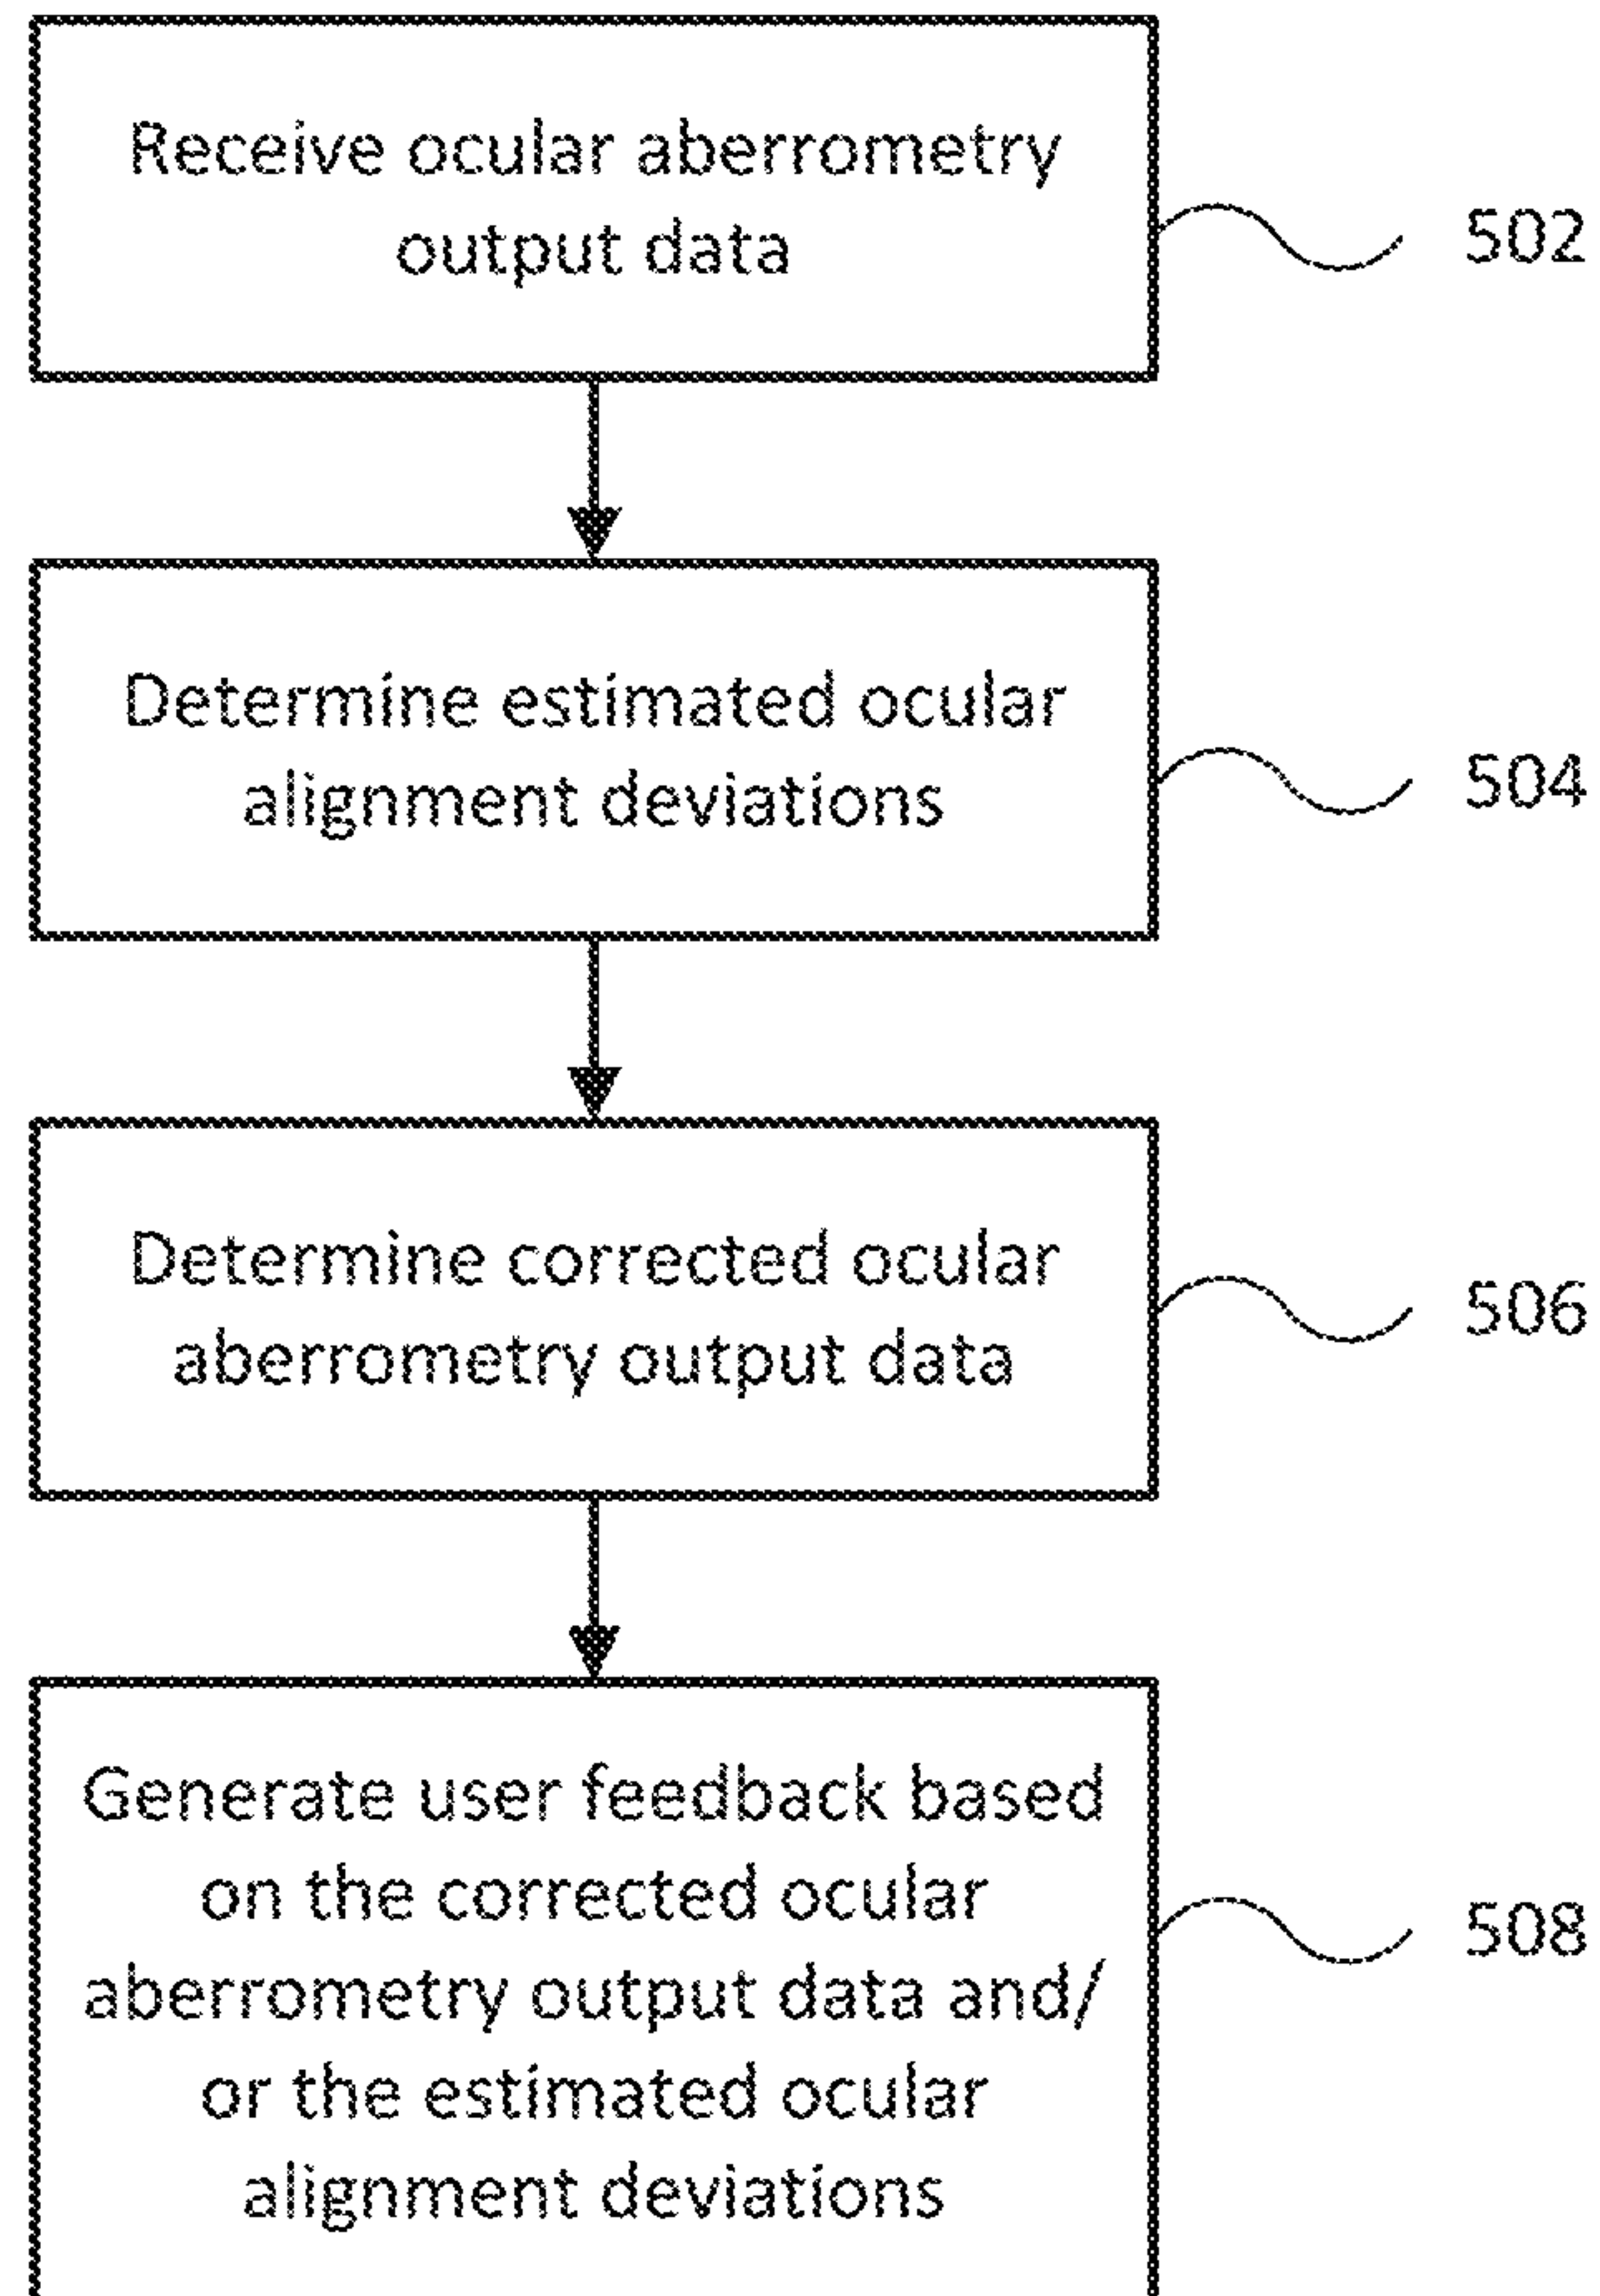 Receive ocular aberrometry
output data
502
Determine estimated ocular
alignment deviations
504
Determine corrected ocular
aberrometry output data
506
Generate user feedback based
on the corrected ocular
aberrometry output data and/
or the estimated ocular
alignment deviations
508